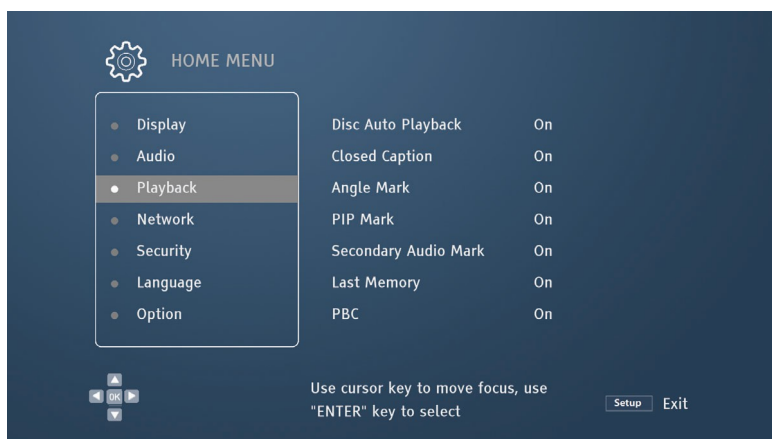 HOME MENU
Display
Audio
Playback
Network
Security
Language
Option
Disc Auto Playback On
Closed Caption On
Angle Mark On
PIP Mark On
Secondary Audio Mark On
Last Memory On
PBC On
OK
Use cursor key to move focus, use
"ENTER" key to select
Setup Exit